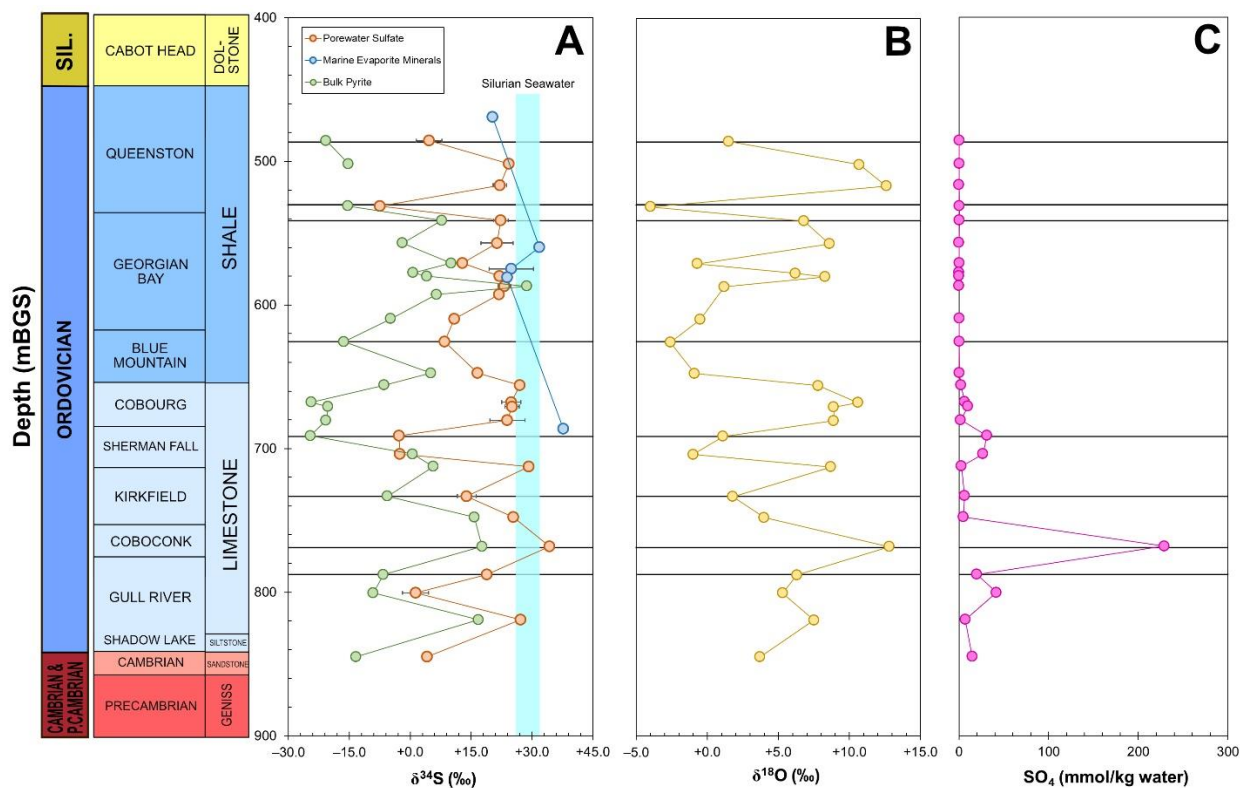 Depth (mBGS)
SIL.
ORDOVICIAN
CAMBRIAN &
P.CAMBRIAN
CABOT HEAD
QUEENSTON
GEORGIAN
BAY
BLUE
MOUNTAIN
COBOURG
SHERMAN FALL
KIRKFIELD
COBOCONK
GULL RIVER
SHADOW LAKE
CAMBRIAN
PRECAMBRIAN
DOL-
STONE
SHALE
LIMESTONE
SILTSTONE
SANDSTONE
GENISS
400
500
600
700
800
900
A
Porewater Sulfate
Marine Evaporite Minerals
Bulk Pyrite
Silurian Seawater
–30.0 –15.0 +0.0 +15.0 +30.0 +45.0
δ34S (‰)
B
–5.0 +0.0 +5.0 +10.0 +15.0
δ18O (‰)
C
0 100 200 300
SO4 (mmol/kg water)